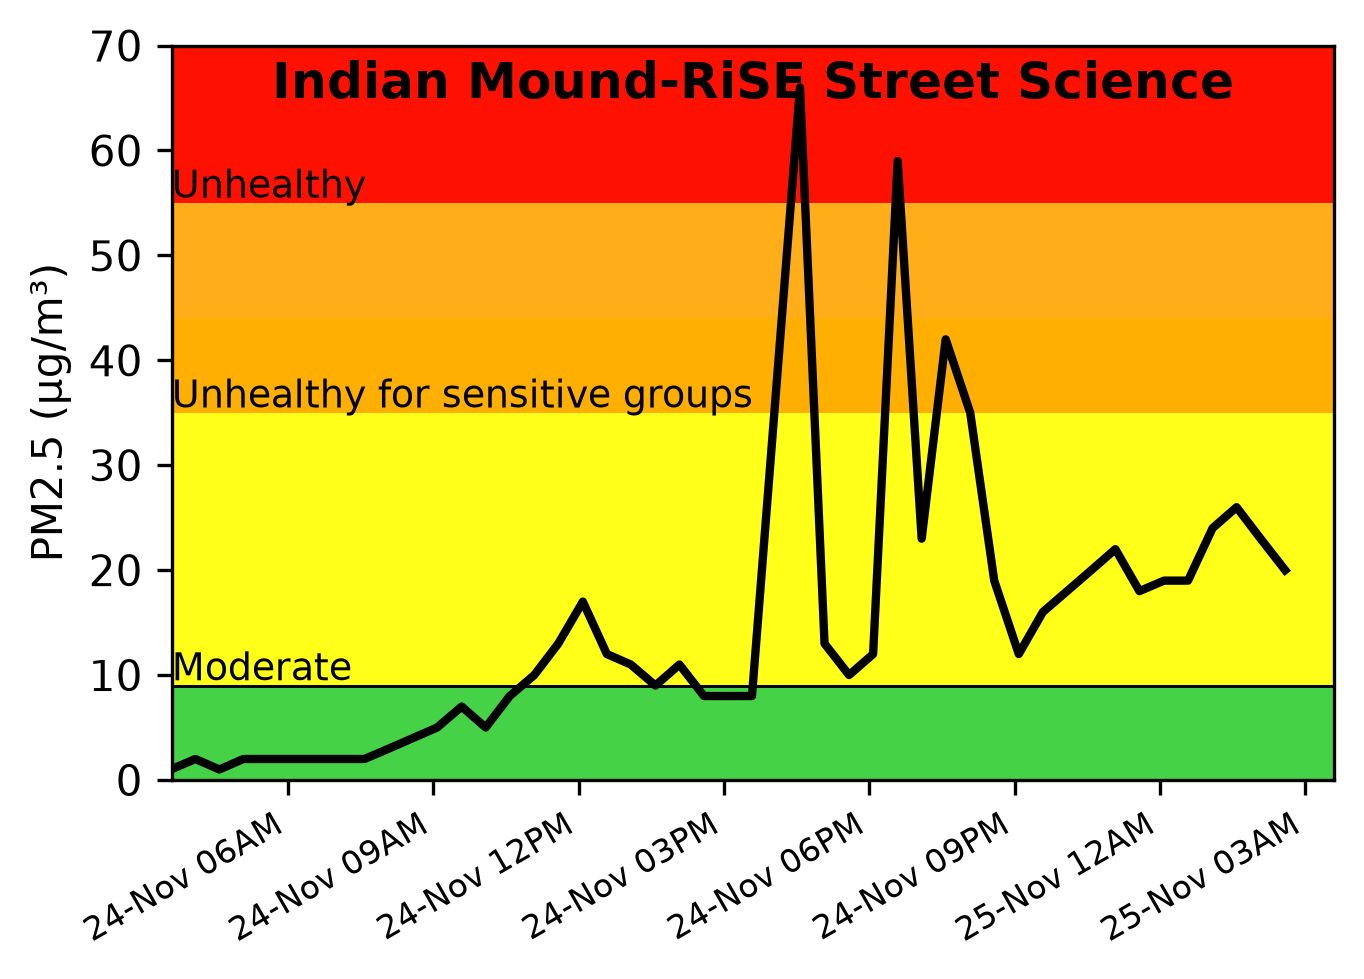 Indian Mound-RiSE Street Science
PM2.5 (µg/m³)
70
60
50
40
30
20
10
0
Unhealthy
Unhealthy for sensitive groups
Moderate
24-Nov 06AM
24-Nov 09AM
24-Nov 12PM
24-Nov 03PM
24-Nov 06PM
24-Nov 09PM
25-Nov 12AM
25-Nov 03AM